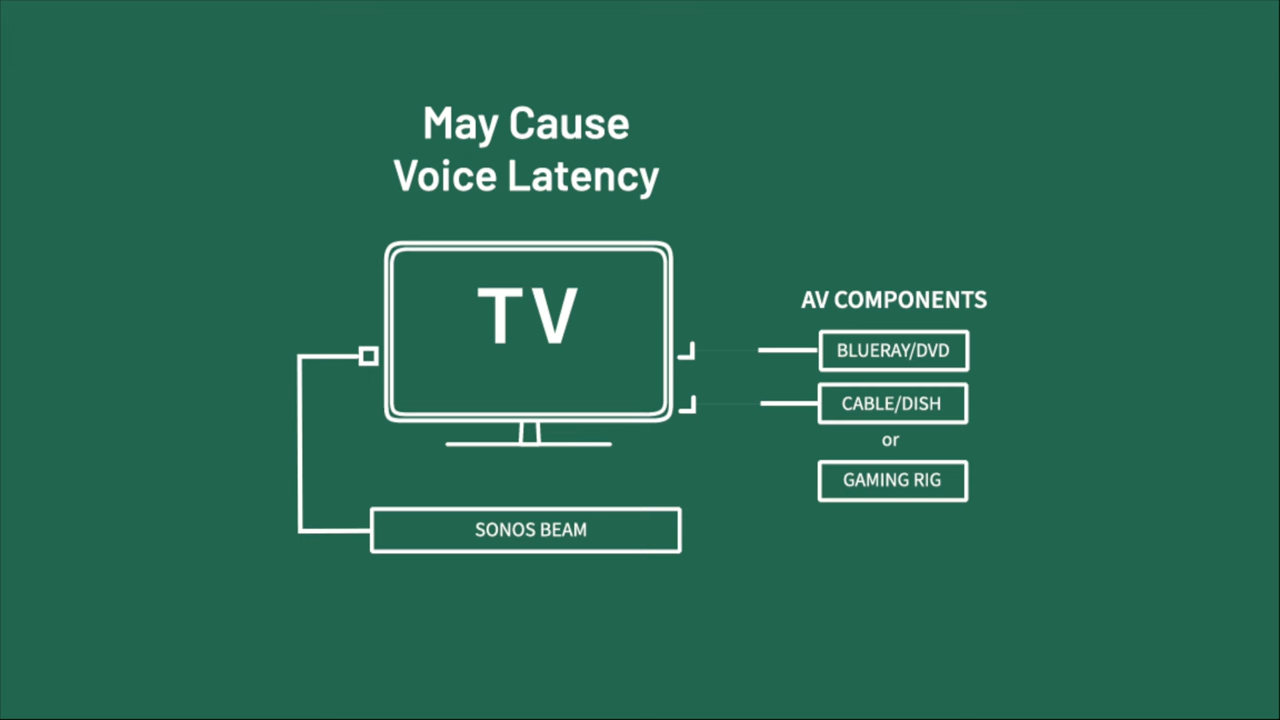 May Cause
Voice Latency
TV
AV COMPONENTS
BLUERAY/DVD
CABLE/DISH
or
GAMING RIG
SONOS BEAM